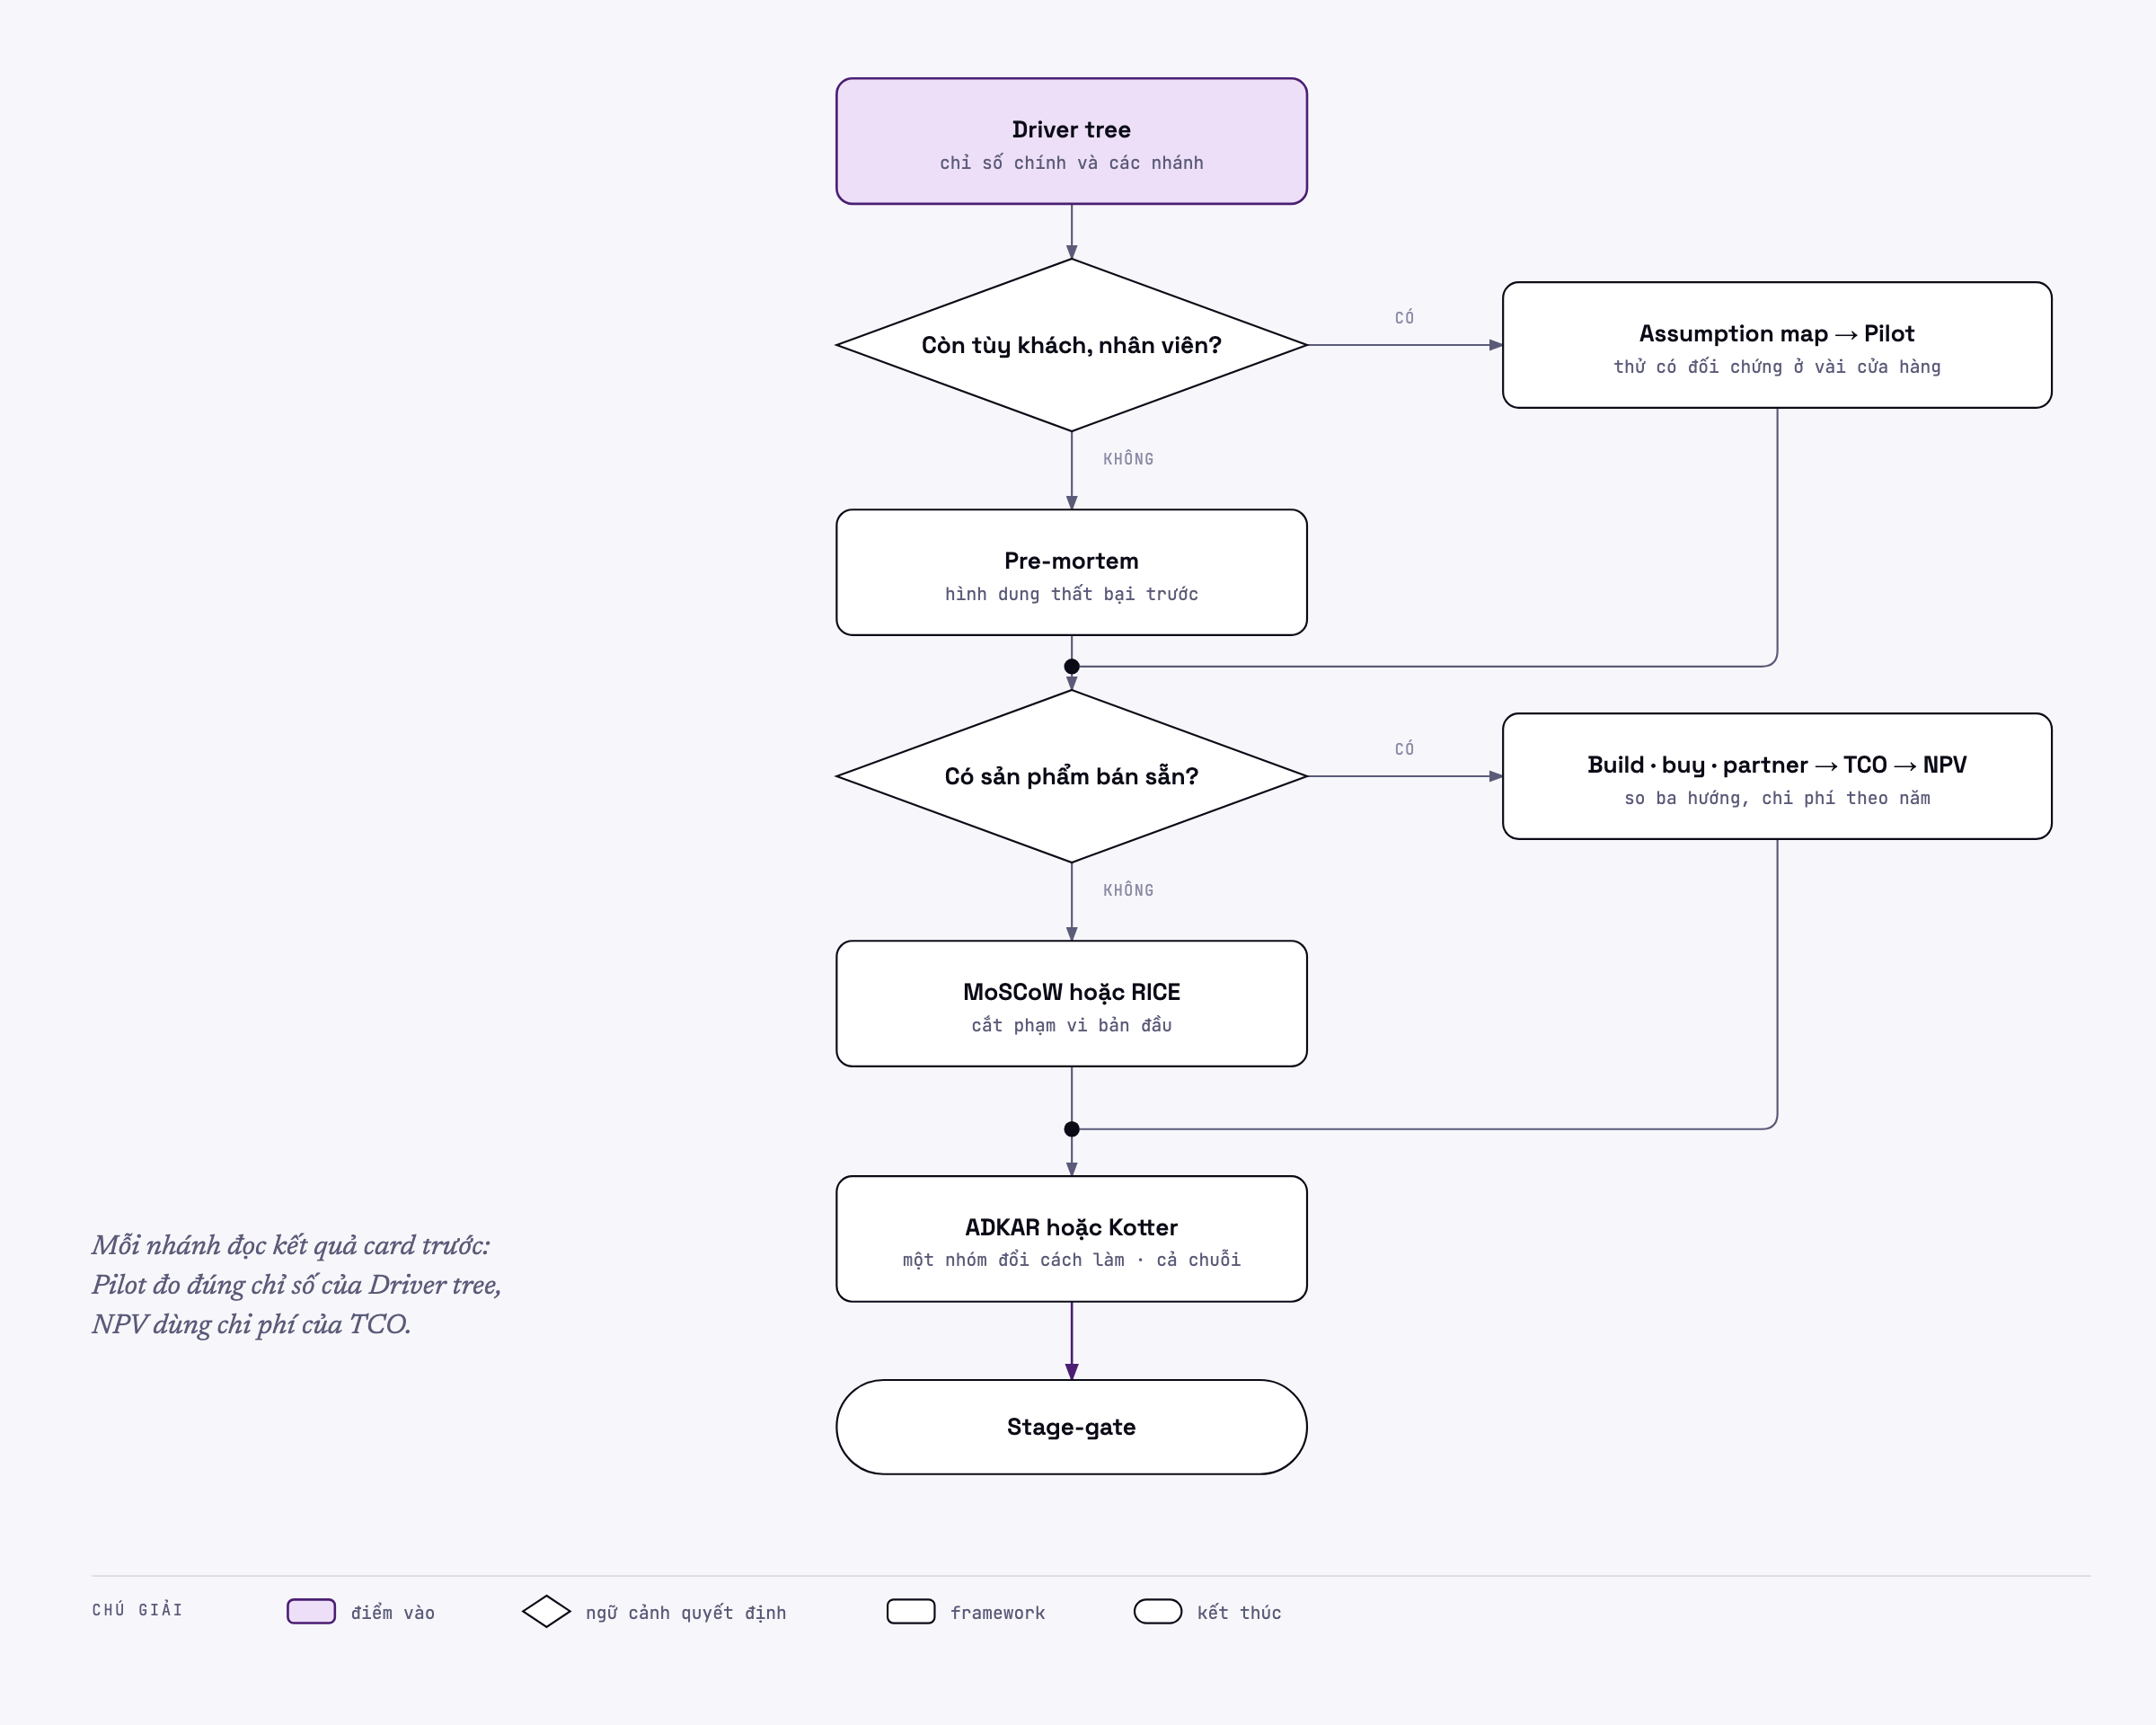 Driver tree
chỉ số chính và các nhánh
Còn tùy khách, nhân viên?
CÓ
Assumption map → Pilot
thử có đối chứng ở vài cửa hàng
KHÔNG
Pre-mortem
hình dung thất bại trước
Có sản phẩm bán sẵn?
CÓ
Build · buy · partner → TCO → NPV
so ba hướng, chi phí theo năm
KHÔNG
MoSCoW hoặc RICE
cắt phạm vi bản đầu
ADKAR hoặc Kotter
một nhóm đổi cách làm · cả chuỗi
Mỗi nhánh đọc kết quả card trước:
Pilot đo đúng chỉ số của Driver tree,
NPV dùng chi phí của TCO.
Stage-gate
CHÚ GIẢI
điểm vào
ngữ cảnh quyết định
framework
kết thúc